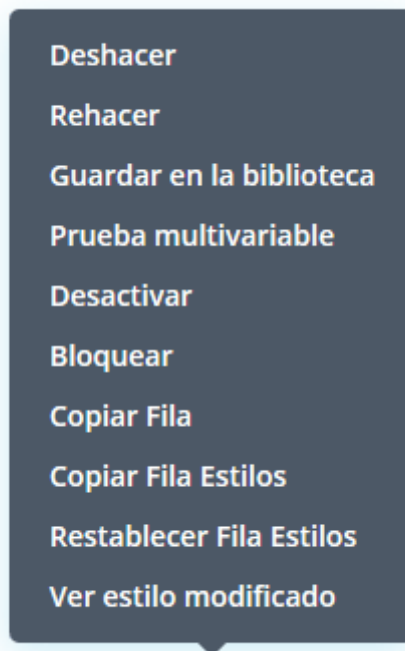 Deshacer
Rehacer
Guardar en la biblioteca
Prueba multivariable
Desactivar
Bloquear
Copiar Fila
Copiar Fila Estilos
Restablecer Fila Estilos
Ver estilo modificado